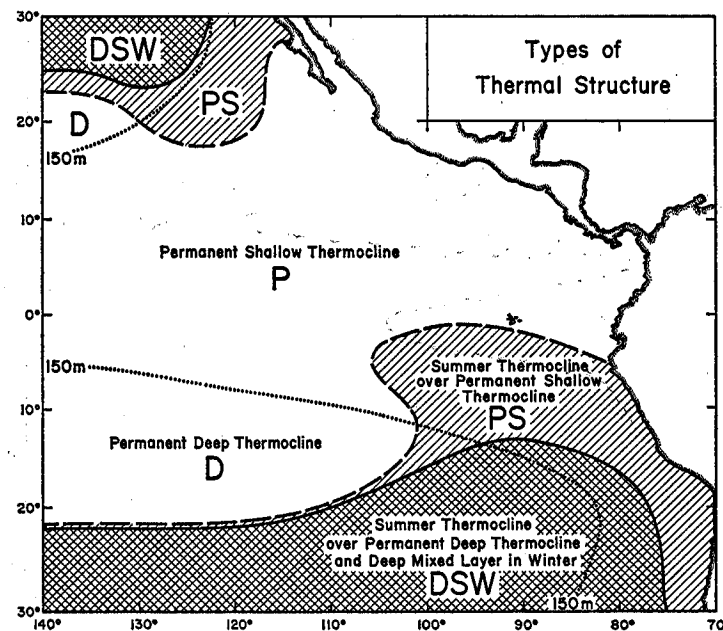 Types of
Thermal Structure
30°
20°
10°
0°
10°
20°
30°
DSW
PS
D
150m
Permanent Shallow Thermocline
P
150m
Summer Thermocline
over Permanent Shallow
Thermocline
PS
Permanent Deep Thermocline
D
Summer Thermocline
over Permanent Deep Thermocline
and Deep Mixed Layer in Winter
DSW
150m
140° 130° 120° 110° 100° 90° 80° 70